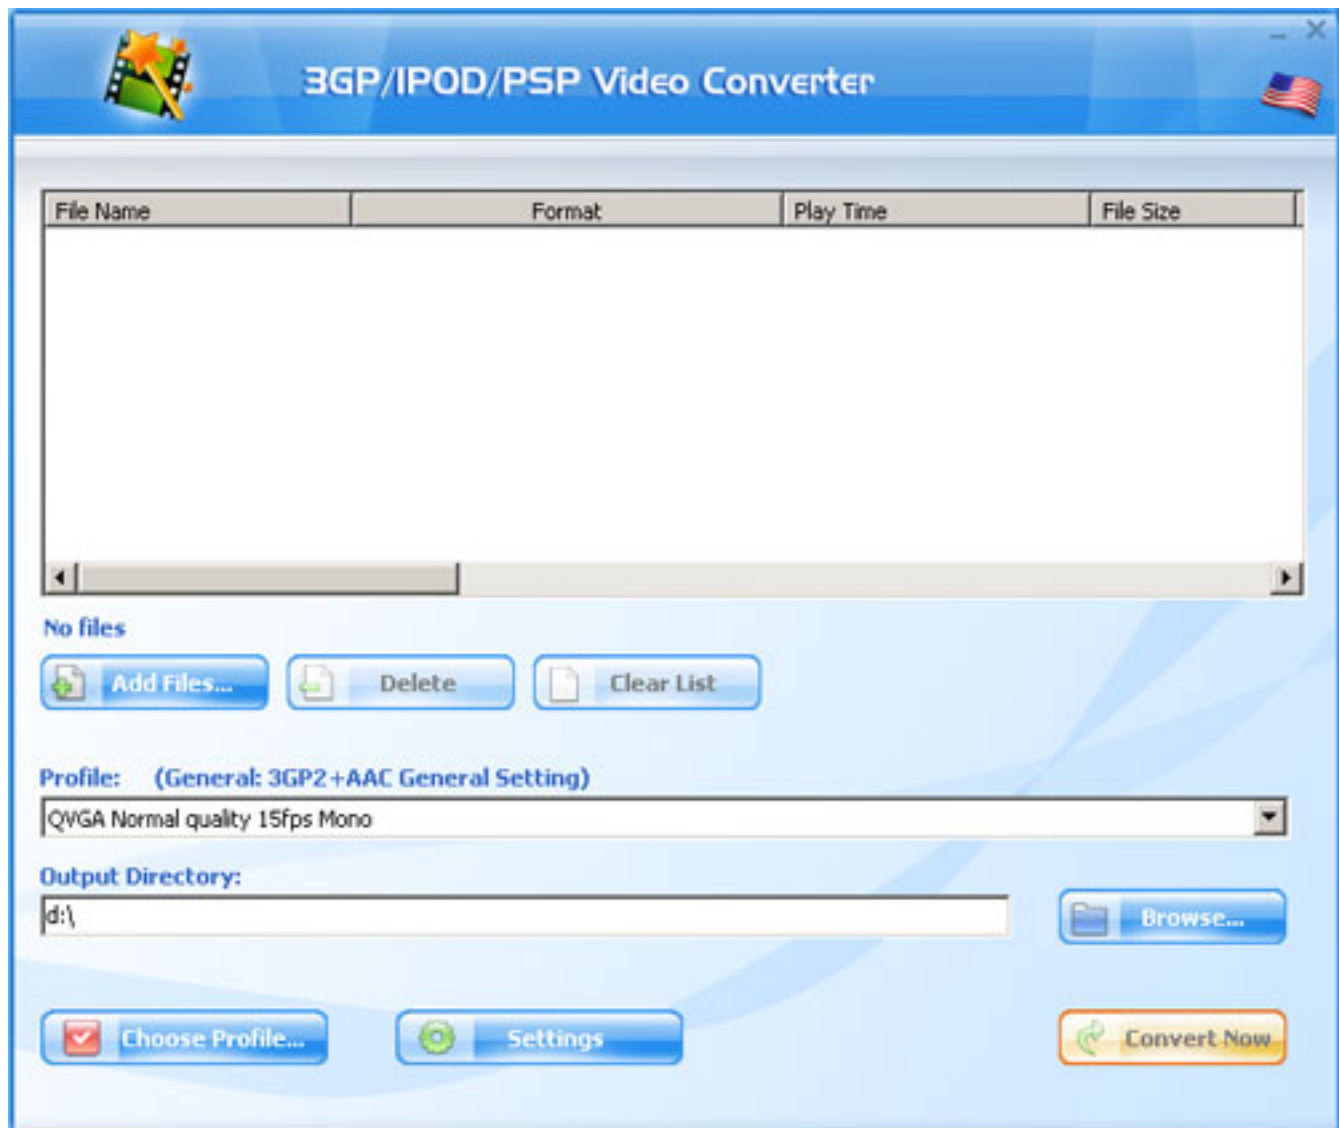 3GP/IPOD/PSP Video Converter
File Name Format Play Time File Size
No files
Add Files... Delete Clear List
Profile: (General: 3GP2+AAC General Setting)
QVGA Normal quality 15fps Mono
Output Directory:
d:\
Browse...
Choose Profile... Settings Convert Now